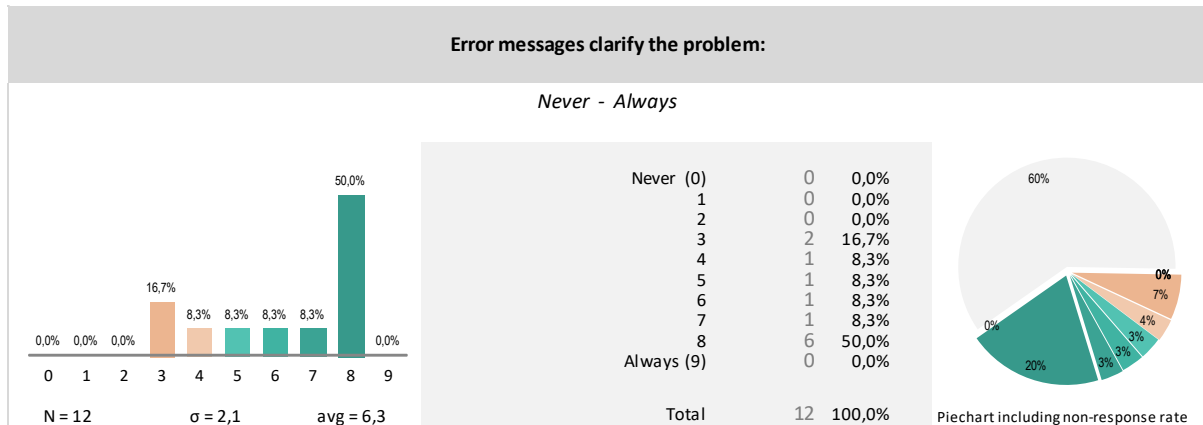 Error messages clarify the problem:
Never - Always
50,0%
16,7%
8,3% 8,3% 8,3% 8,3%
0,0% 0,0% 0,0% 0,0%
0 1 2 3 4 5 6 7 8 9
N = 12 σ = 2,1 avg = 6,3
Never (0) 0 0,0%
1 0 0,0%
2 0 0,0%
3 2 16,7%
4 1 8,3%
5 1 8,3%
6 1 8,3%
7 1 8,3%
8 6 50,0%
Always (9) 0 0,0%
Total 12 100,0%
60%
0%
7%
4%
3%
3%
3%
20%
0%
Piechart including non-response rate